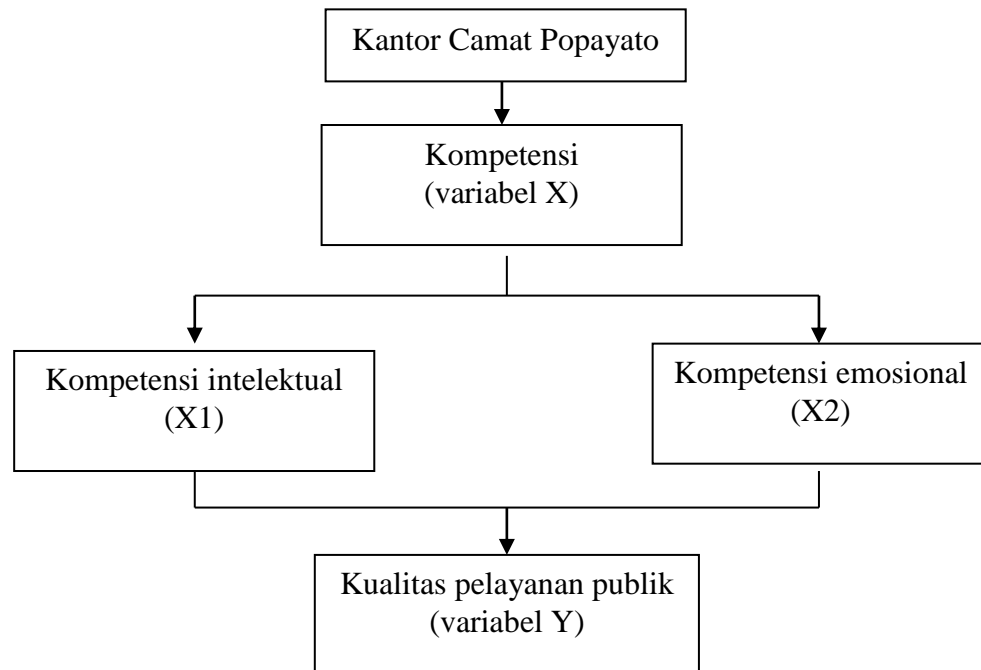 Kantor Camat Popayato
Kompetensi
(variabel X)
Kompetensi intelektual
(X1)
Kompetensi emosional
(X2)
Kualitas pelayanan publik
(variabel Y)